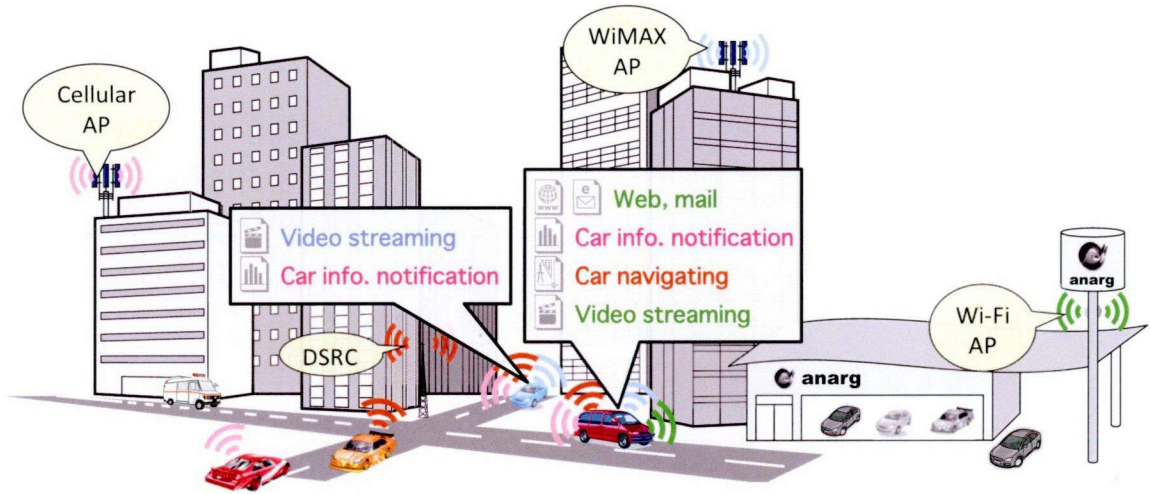 WiMAX
AP
Cellular
AP
www
e
Web, mail
Video streaming
Car info. notification
Car info. notification
Car navigating
Video streaming
anarg
Wi-Fi
AP
DSRC
anarg